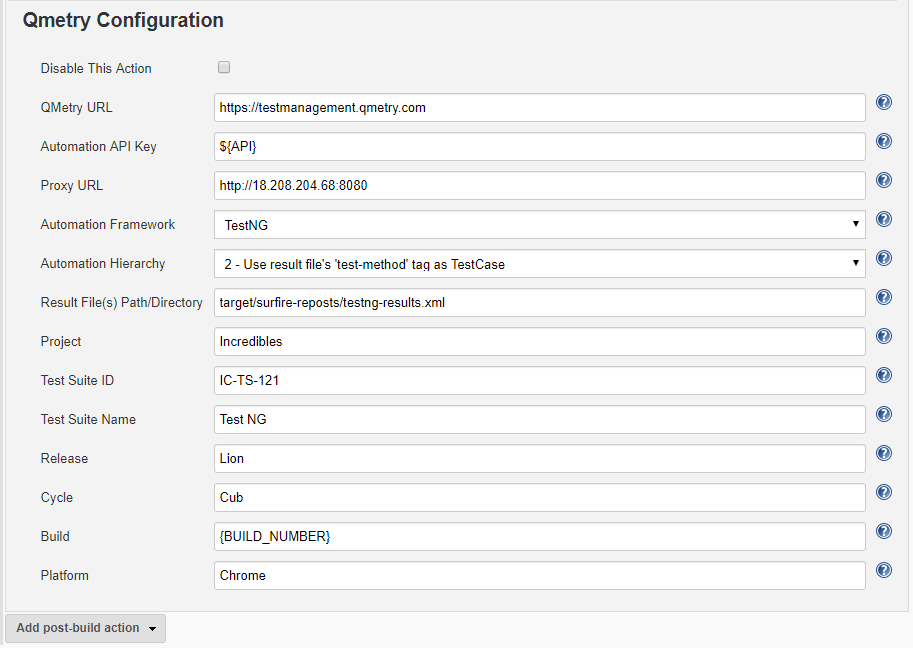 Qmetry Configuration
Disable This Action
QMetry URL https://testmanagement.qmetry.com ?
Automation API Key ${API} ?
Proxy URL http://18.208.204.68:8080 ?
Automation Framework TestNG ?
Automation Hierarchy 2 - Use result file's 'test-method' tag as TestCase ?
Result File(s) Path/Directory target/surfire-reposts/testng-results.xml ?
Project Incredibles ?
Test Suite ID IC-TS-121 ?
Test Suite Name Test NG ?
Release Lion ?
Cycle Cub ?
Build {BUILD_NUMBER} ?
Platform Chrome ?
Add post-build action